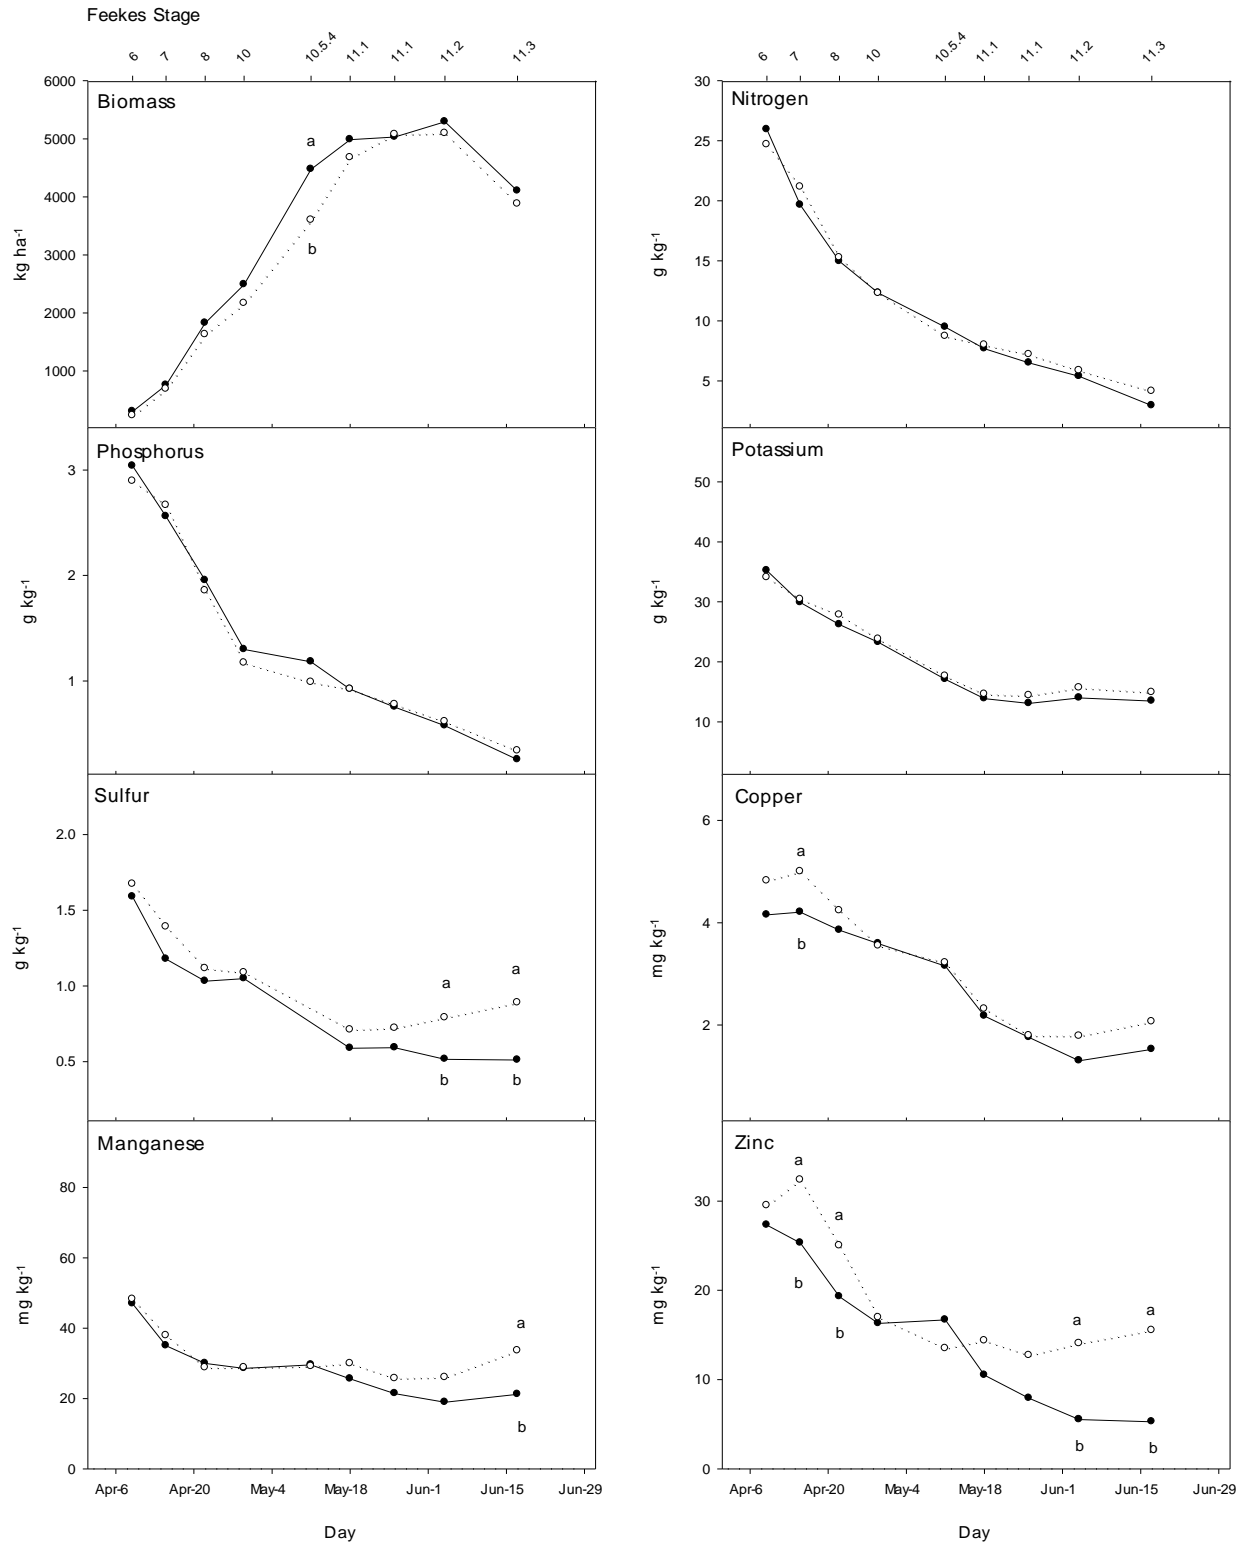 Feekes Stage
6 7 8 10 10.5.4 11.1 11.1 11.2 11.3
6 7 8 10 10.5.4 11.1 11.1 11.2 11.3
Biomass
6000
5000
4000
3000
2000
1000
kg ha-1
a
b
Nitrogen
30
25
20
15
10
5
g kg-1
Phosphorus
3
2
1
g kg-1
Potassium
50
40
30
20
10
g kg-1
Sulfur
2.0
1.5
1.0
0.5
g kg-1
a a
b b
Copper
6
4
2
mg kg-1
a
b
Manganese
80
60
40
20
0
mg kg-1
a
b
Apr-6 Apr-20 May-4 May-18 Jun-1 Jun-15 Jun-29
Day
Zinc
30
20
10
0
mg kg-1
a
a
b
b
a
a
b
b
Apr-6 Apr-20 May-4 May-18 Jun-1 Jun-15 Jun-29
Day